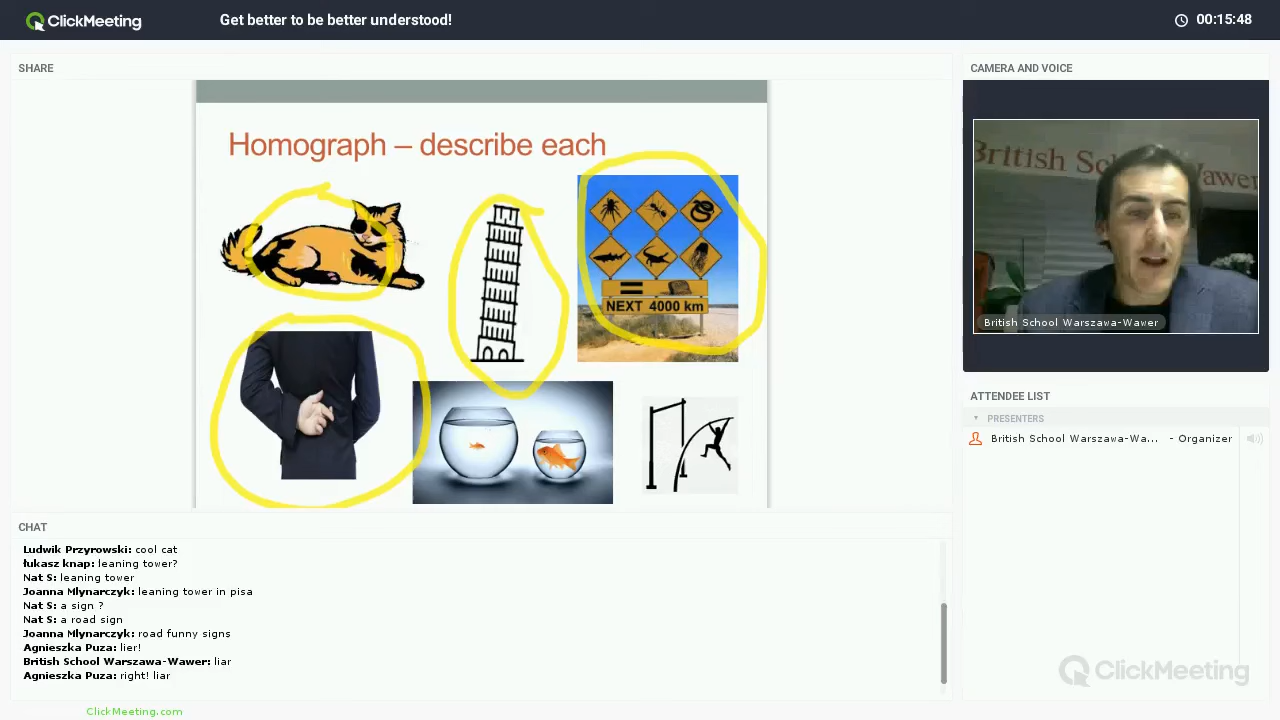 ClickMeeting
Get better to be better understood!
00:15:48
SHARE
Homograph – describe each
NEXT 4000 km
CAMERA AND VOICE
British School Wawer
British School Warszawa-Wawer
ATTENDEE LIST
PRESENTERS
British School Warszawa-Wa... - Organizer
CHAT
Ludwik Przyrowski: cool cat
łukasz knap: leaning tower?
Nat S: leaning tower
Joanna Mlynarczyk: leaning tower in pisa
Nat S: a sign ?
Nat S: a road sign
Joanna Mlynarczyk: road funny signs
Agnieszka Puza: lier!
British School Warszawa-Wawer: liar
Agnieszka Puza: right! liar
ClickMeeting
ClickMeeting.com